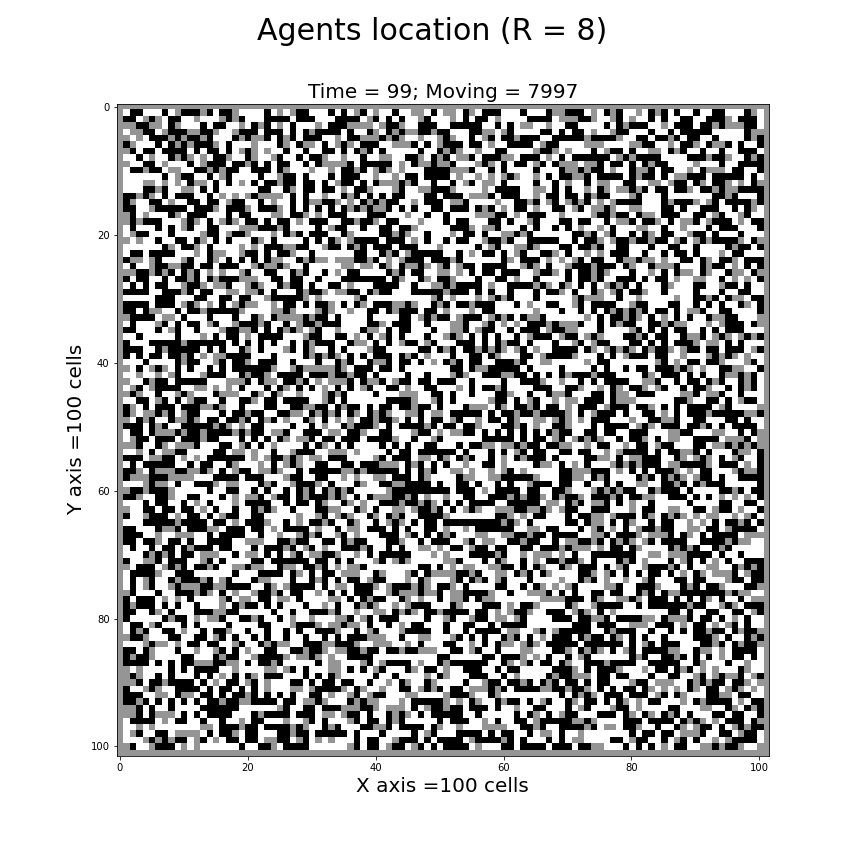 Agents location (R = 8)
Time = 99; Moving = 7997
0
20
40
60
80
100
Y axis =100 cells
0 20 40 60 80 100
X axis =100 cells